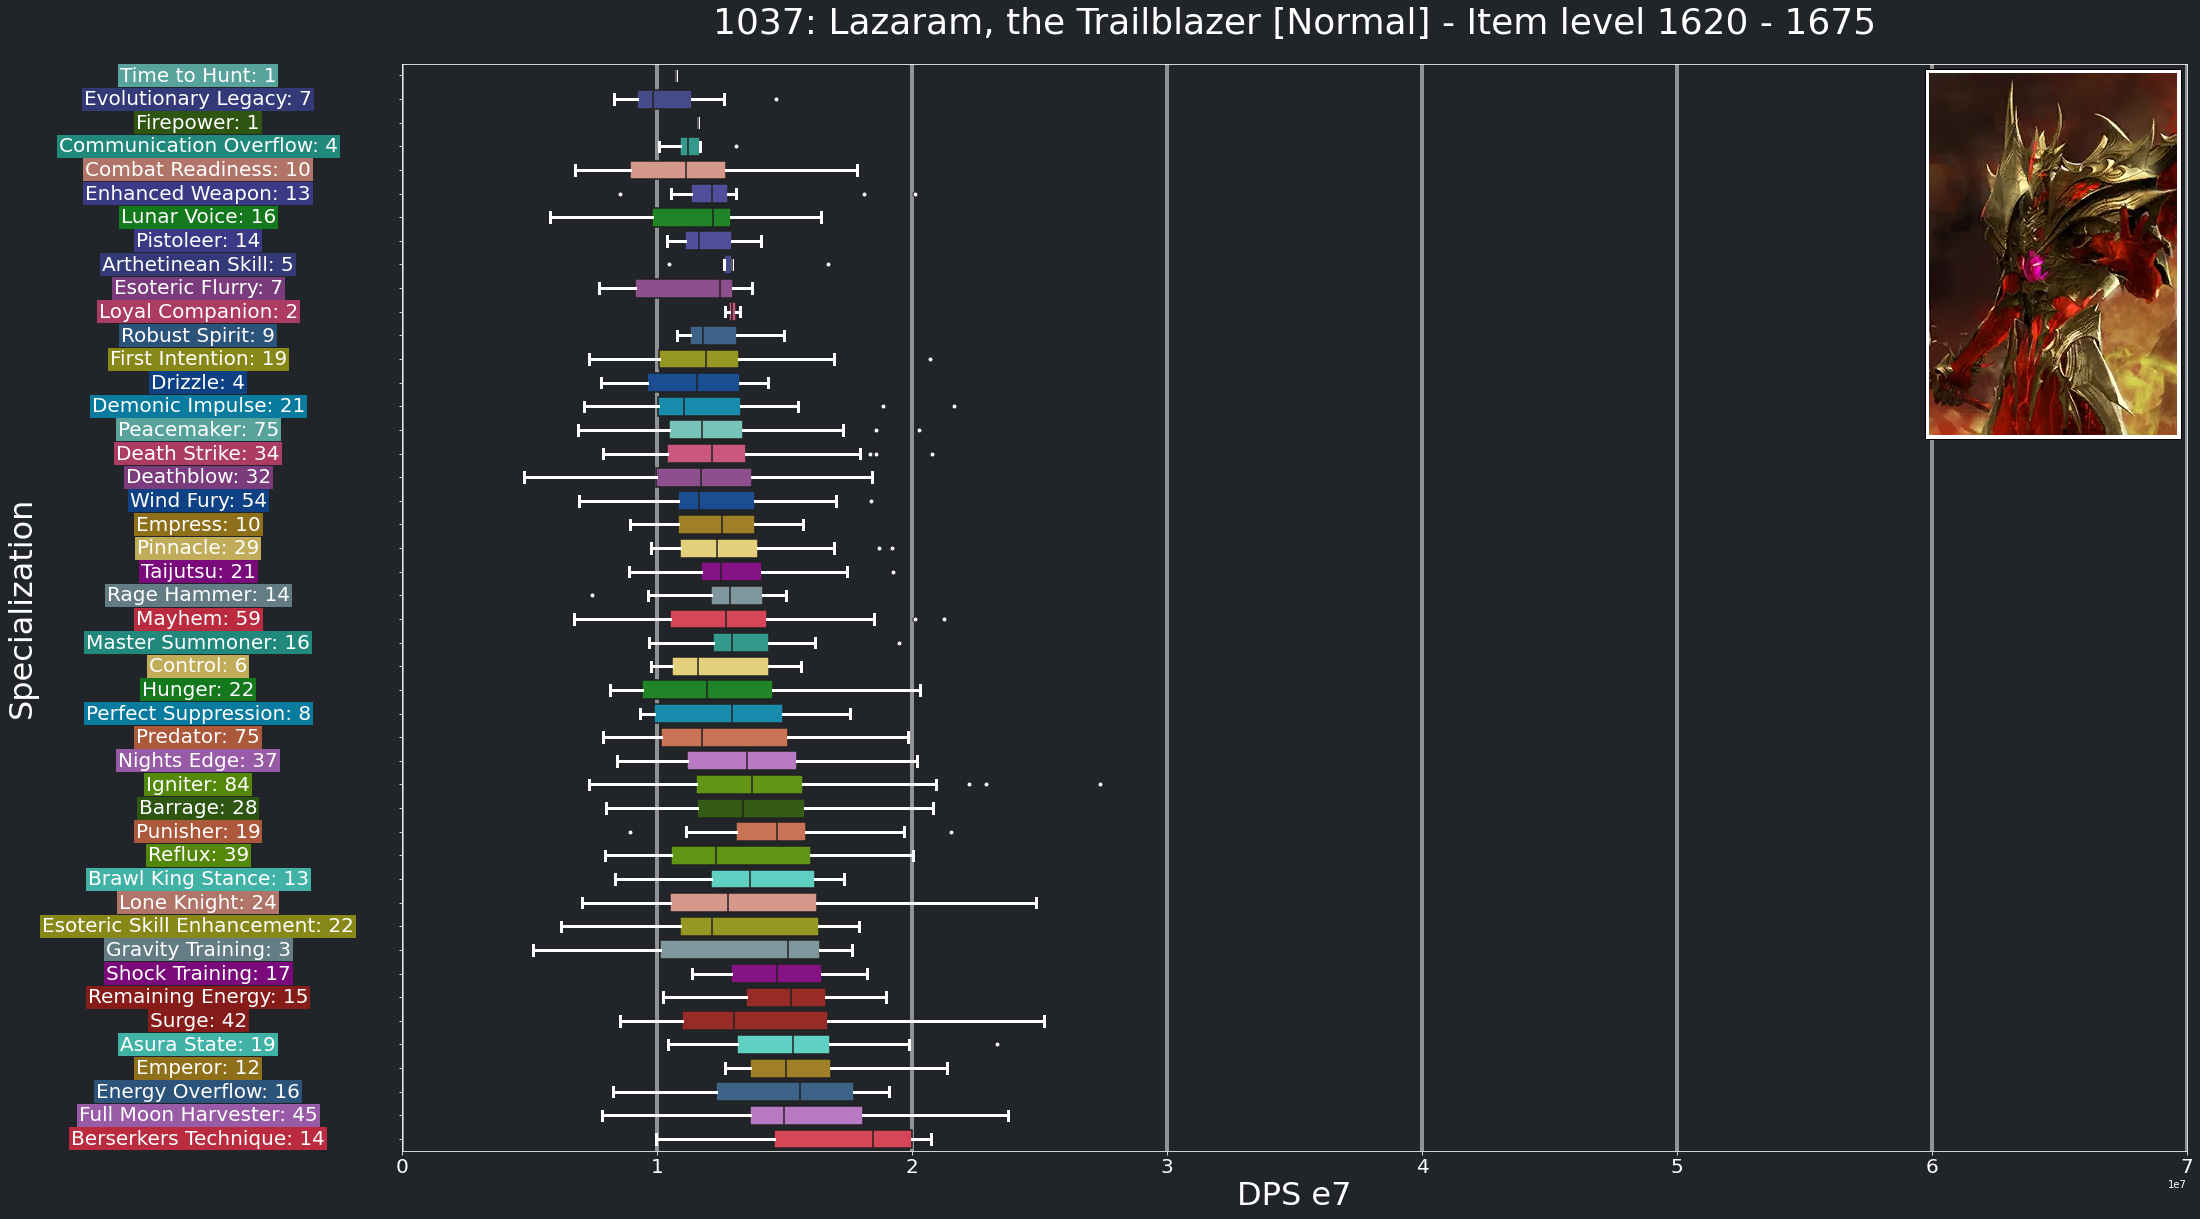 1037: Lazaram, the Trailblazer [Normal] - Item level 1620 - 1675
Specialization
Time to Hunt: 1
Evolutionary Legacy: 7
Firepower: 1
Communication Overflow: 4
Combat Readiness: 10
Enhanced Weapon: 13
Lunar Voice: 16
Pistoleer: 14
Arthetinean Skill: 5
Esoteric Flurry: 7
Loyal Companion: 2
Robust Spirit: 9
First Intention: 19
Drizzle: 4
Demonic Impulse: 21
Peacemaker: 75
Death Strike: 34
Deathblow: 32
Wind Fury: 54
Empress: 10
Pinnacle: 29
Taijutsu: 21
Rage Hammer: 14
Mayhem: 59
Master Summoner: 16
Control: 6
Hunger: 22
Perfect Suppression: 8
Predator: 75
Nights Edge: 37
Igniter: 84
Barrage: 28
Punisher: 19
Reflux: 39
Brawl King Stance: 13
Lone Knight: 24
Esoteric Skill Enhancement: 22
Gravity Training: 3
Shock Training: 17
Remaining Energy: 15
Surge: 42
Asura State: 19
Emperor: 12
Energy Overflow: 16
Full Moon Harvester: 45
Berserkers Technique: 14
0 1 2 3 4 5 6 7
1e7
DPS e7